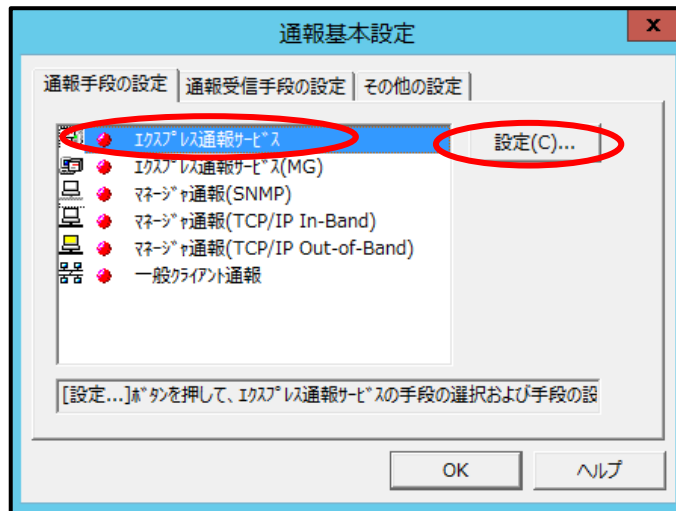 通報基本設定
x
通報手段の設定 通報受信手段の設定 その他の設定
ｴｸｽﾌﾟﾚｽ通報ｻｰﾋﾞｽ
設定(C)...
ｴｸｽﾌﾟﾚｽ通報ｻｰﾋﾞｽ(MG)
ﾏﾈｰｼﾞｬ通報(SNMP)
ﾏﾈｰｼﾞｬ通報(TCP/IP In-Band)
ﾏﾈｰｼﾞｬ通報(TCP/IP Out-of-Band)
一般ｸﾗｲｱﾝﾄ通報
[設定...]ﾎﾞﾀﾝを押して、ｴｸｽﾌﾟﾚｽ通報ｻｰﾋﾞｽの手段の選択および手段の設
OK ﾍﾙﾌﾟ